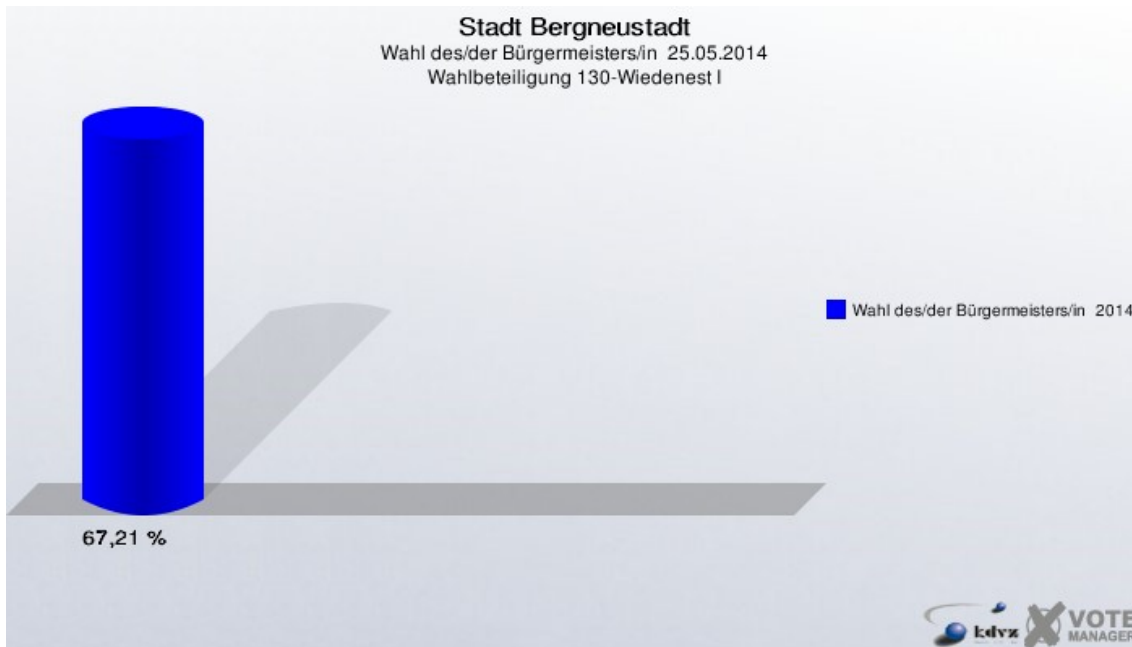 Stadt Bergneustadt
Wahl des/der Bürgermeisters/in 25.05.2014
Wahlbeteiligung 130-Wiedenest I
Wahl des/der Bürgermeisters/in 2014
67,21 %
kdvz
VOTE
MANAGER